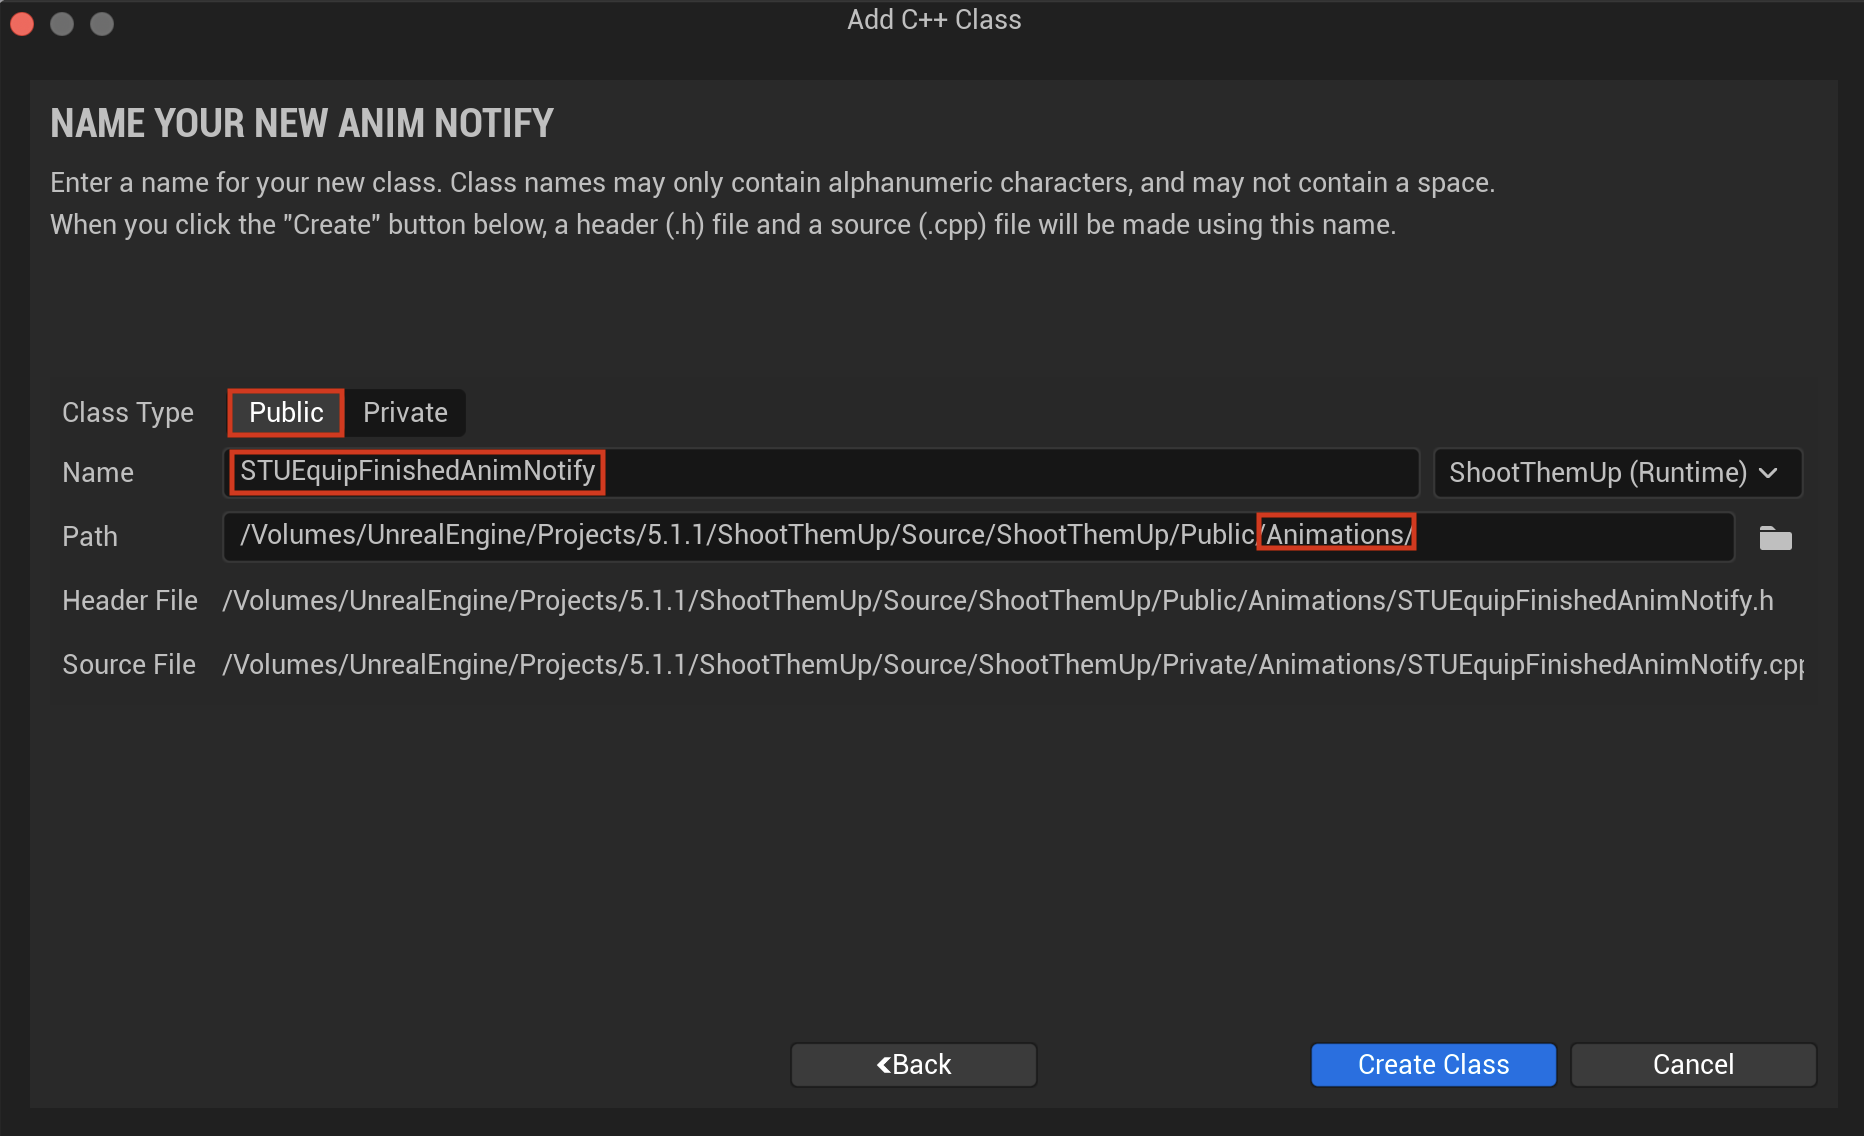 Add C++ Class
NAME YOUR NEW ANIM NOTIFY
Enter a name for your new class. Class names may only contain alphanumeric characters, and may not contain a space.
When you click the "Create" button below, a header (.h) file and a source (.cpp) file will be made using this name.
Class Type Public Private
Name STUEquipFinishedAnimNotify ShootThemUp (Runtime)
Path /Volumes/UnrealEngine/Projects/5.1.1/ShootThemUp/Source/ShootThemUp/Public/Animations/
Header File /Volumes/UnrealEngine/Projects/5.1.1/ShootThemUp/Source/ShootThemUp/Public/Animations/STUEquipFinishedAnimNotify.h
Source File /Volumes/UnrealEngine/Projects/5.1.1/ShootThemUp/Source/ShootThemUp/Private/Animations/STUEquipFinishedAnimNotify.cpp
Back Create Class Cancel